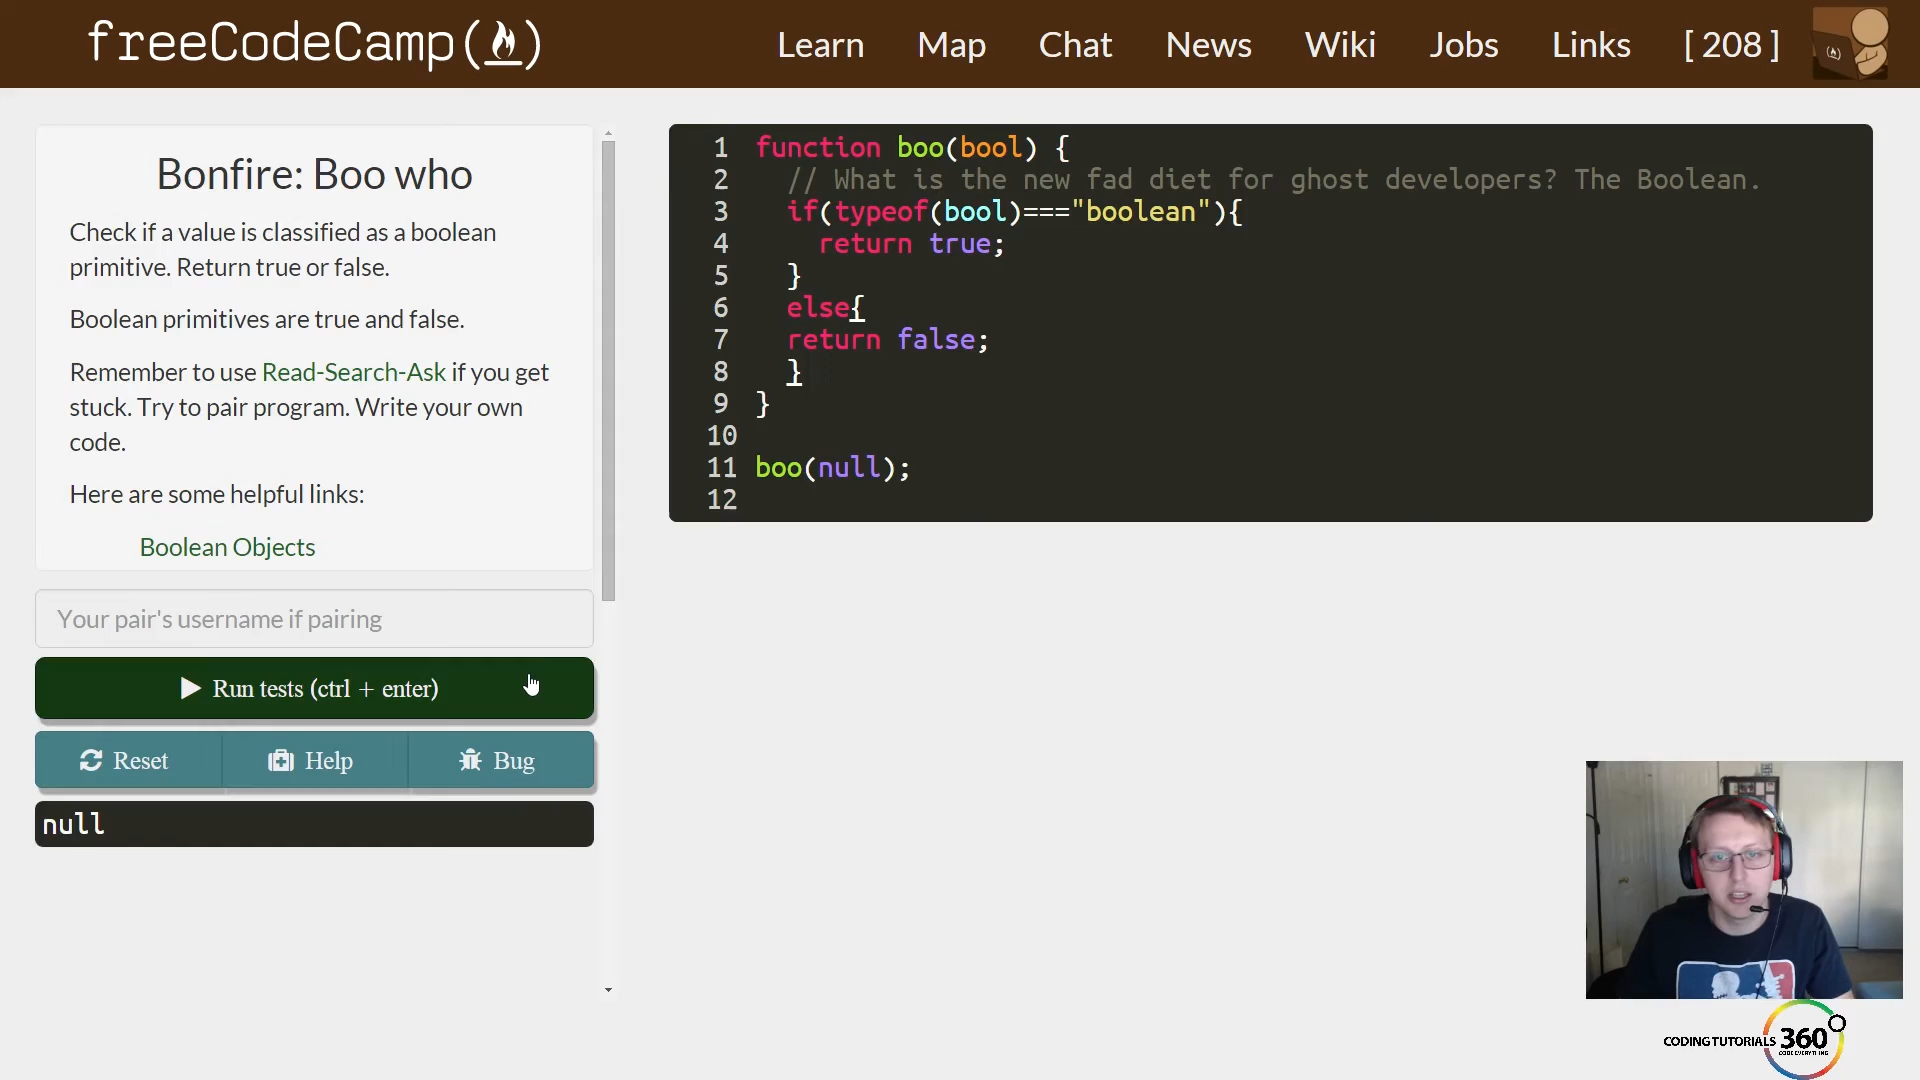 freeCodeCamp(🔥)
Learn Map Chat News Wiki Jobs Links [ 208 ]
Bonfire: Boo who
Check if a value is classified as a boolean
primitive. Return true or false.
Boolean primitives are true and false.
Remember to use Read-Search-Ask if you get
stuck. Try to pair program. Write your own
code.
Here are some helpful links:
Boolean Objects
Your pair's username if pairing
Run tests (ctrl + enter)
Reset Help Bug
null
1 function boo(bool) {
2 // What is the new fad diet for ghost developers? The Boolean.
3 if(typeof(bool)==="boolean"){
4 return true;
5 }
6 else{
7 return false;
8 }
9 }
10
11 boo(null);
12
CODING TUTORIALS 360
CODE EVERYTHING